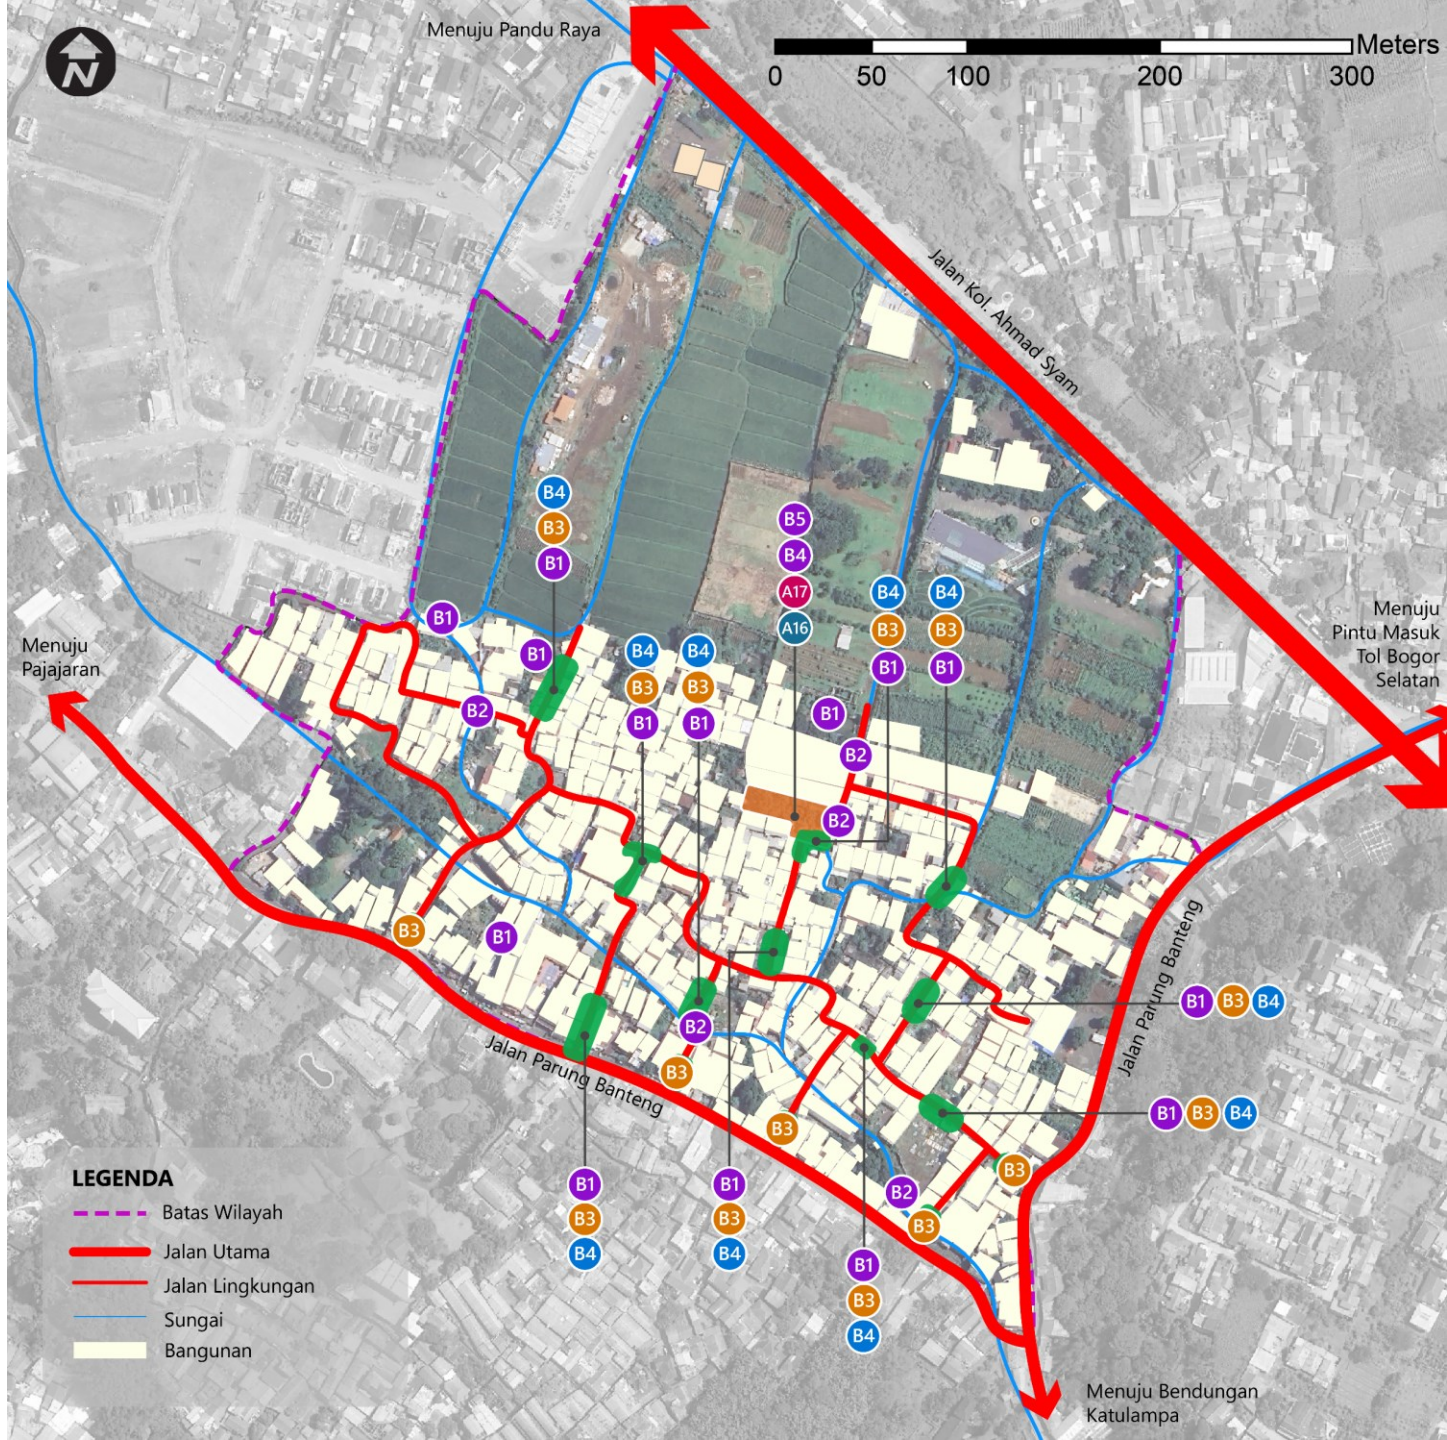 Menuju Pandu Raya
N
Meters
0 50 100 200 300
Jalan Kol. Ahmad Syam
B4
B3
B1
B5
B4
A17
A16
B4
B3
B1
B4
B3
B1
Menuju
Pintu Masuk
Tol Bogor
Selatan
Menuju
Pajajaran
B1
B1
B4
B3
B1
B4
B3
B1
B2
B1
B2
B2
B3
B1
Jalan Parung Banteng
B1 B3 B4
B2
B3
Jalan Parung Banteng
B1 B3 B4
B3
B3
B2
B3
B1
B3
B4
B1
B3
B4
B1
B3
B4
LEGENDA
Batas Wilayah
Jalan Utama
Jalan Lingkungan
Sungai
Bangunan
Menuju Bendungan
Katulampa